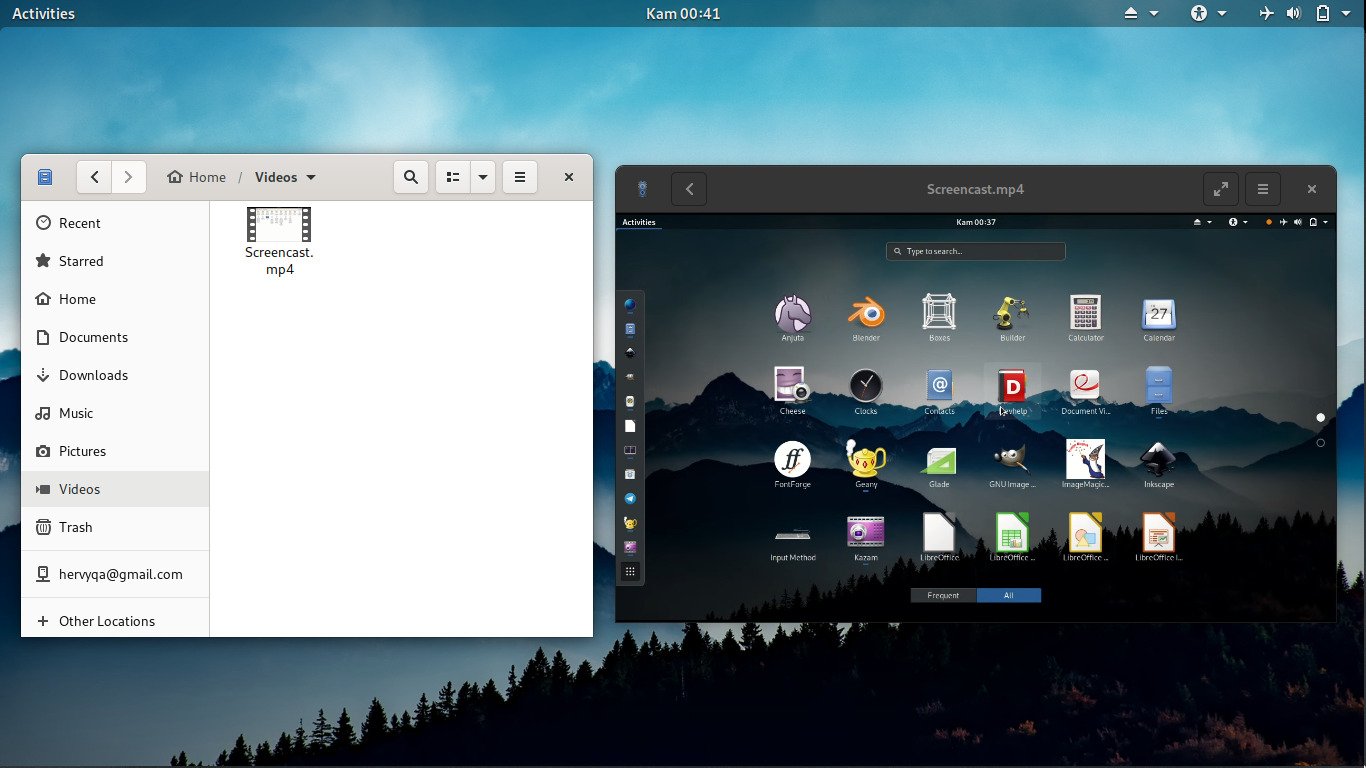 Activities
Kam 00:41
Home / Videos
Recent
Starred
Home
Documents
Downloads
Music
Pictures
Videos
Trash
hervyqa@gmail.com
+ Other Locations
Screencast.
mp4
Screencast.mp4
Activities
Kam 00:37
Type to search...
27
Anjuta
Blender
Boxes
Builder
Calculator
Calendar
@
D
Cheese
Clocks
Contacts
Document Vi...
Files
ff
FontForge
Geany
Glade
GNU Image ...
ImageMagic...
Inkscape
Input Method
Kazam
LibreOffice
LibreOffice ...
LibreOffice ...
LibreOffice I...
Frequent
All